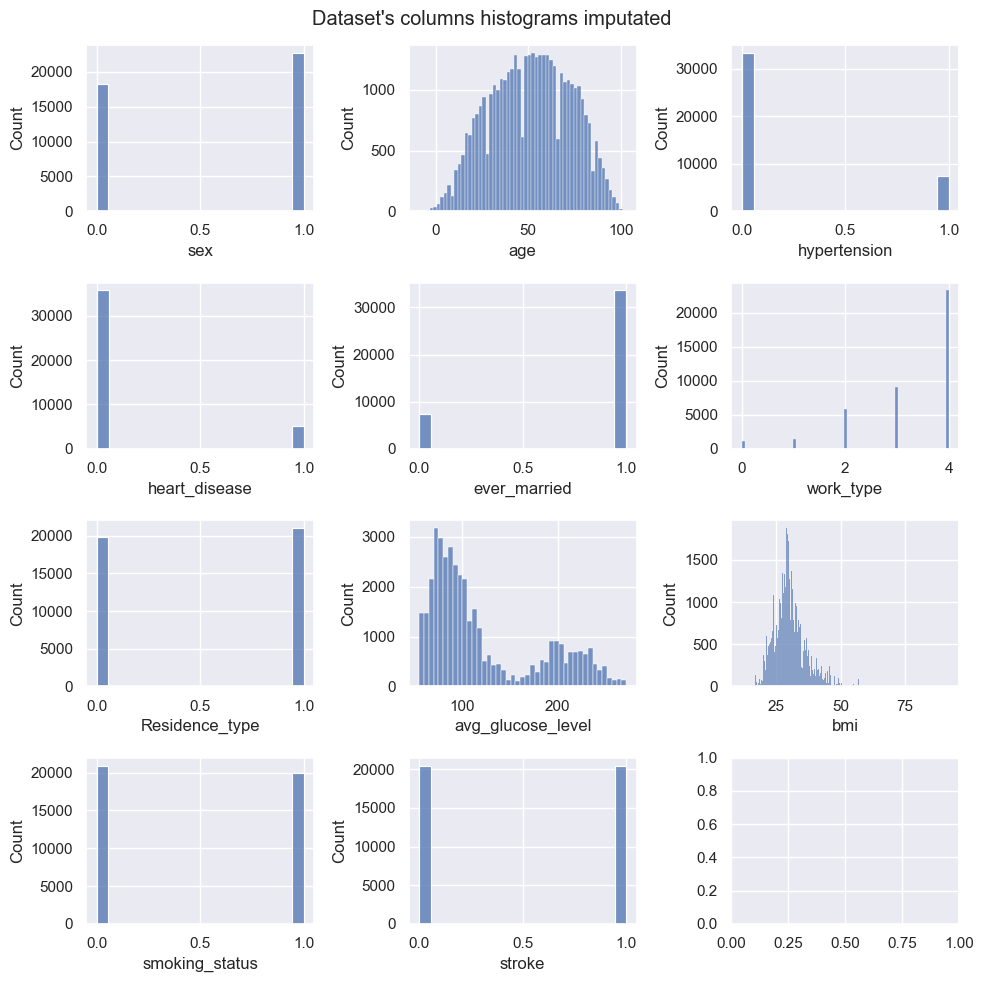 Dataset's columns histograms imputated
Count
20000
15000
10000
5000
0
0.0 0.5 1.0
sex
Count
1000
500
0
0 50 100
age
Count
30000
20000
10000
0
0.0 0.5 1.0
hypertension
Count
30000
20000
10000
0
0.0 0.5 1.0
heart_disease
Count
30000
20000
10000
0
0.0 0.5 1.0
ever_married
Count
20000
15000
10000
5000
0
0 2 4
work_type
Count
20000
15000
10000
5000
0
0.0 0.5 1.0
Residence_type
Count
3000
2000
1000
0
100 200
avg_glucose_level
Count
1500
1000
500
0
25 50 75
bmi
Count
20000
15000
10000
5000
0
0.0 0.5 1.0
smoking_status
Count
20000
15000
10000
5000
0
0.0 0.5 1.0
stroke
1.0
0.8
0.6
0.4
0.2
0.0
0.00 0.25 0.50 0.75 1.00